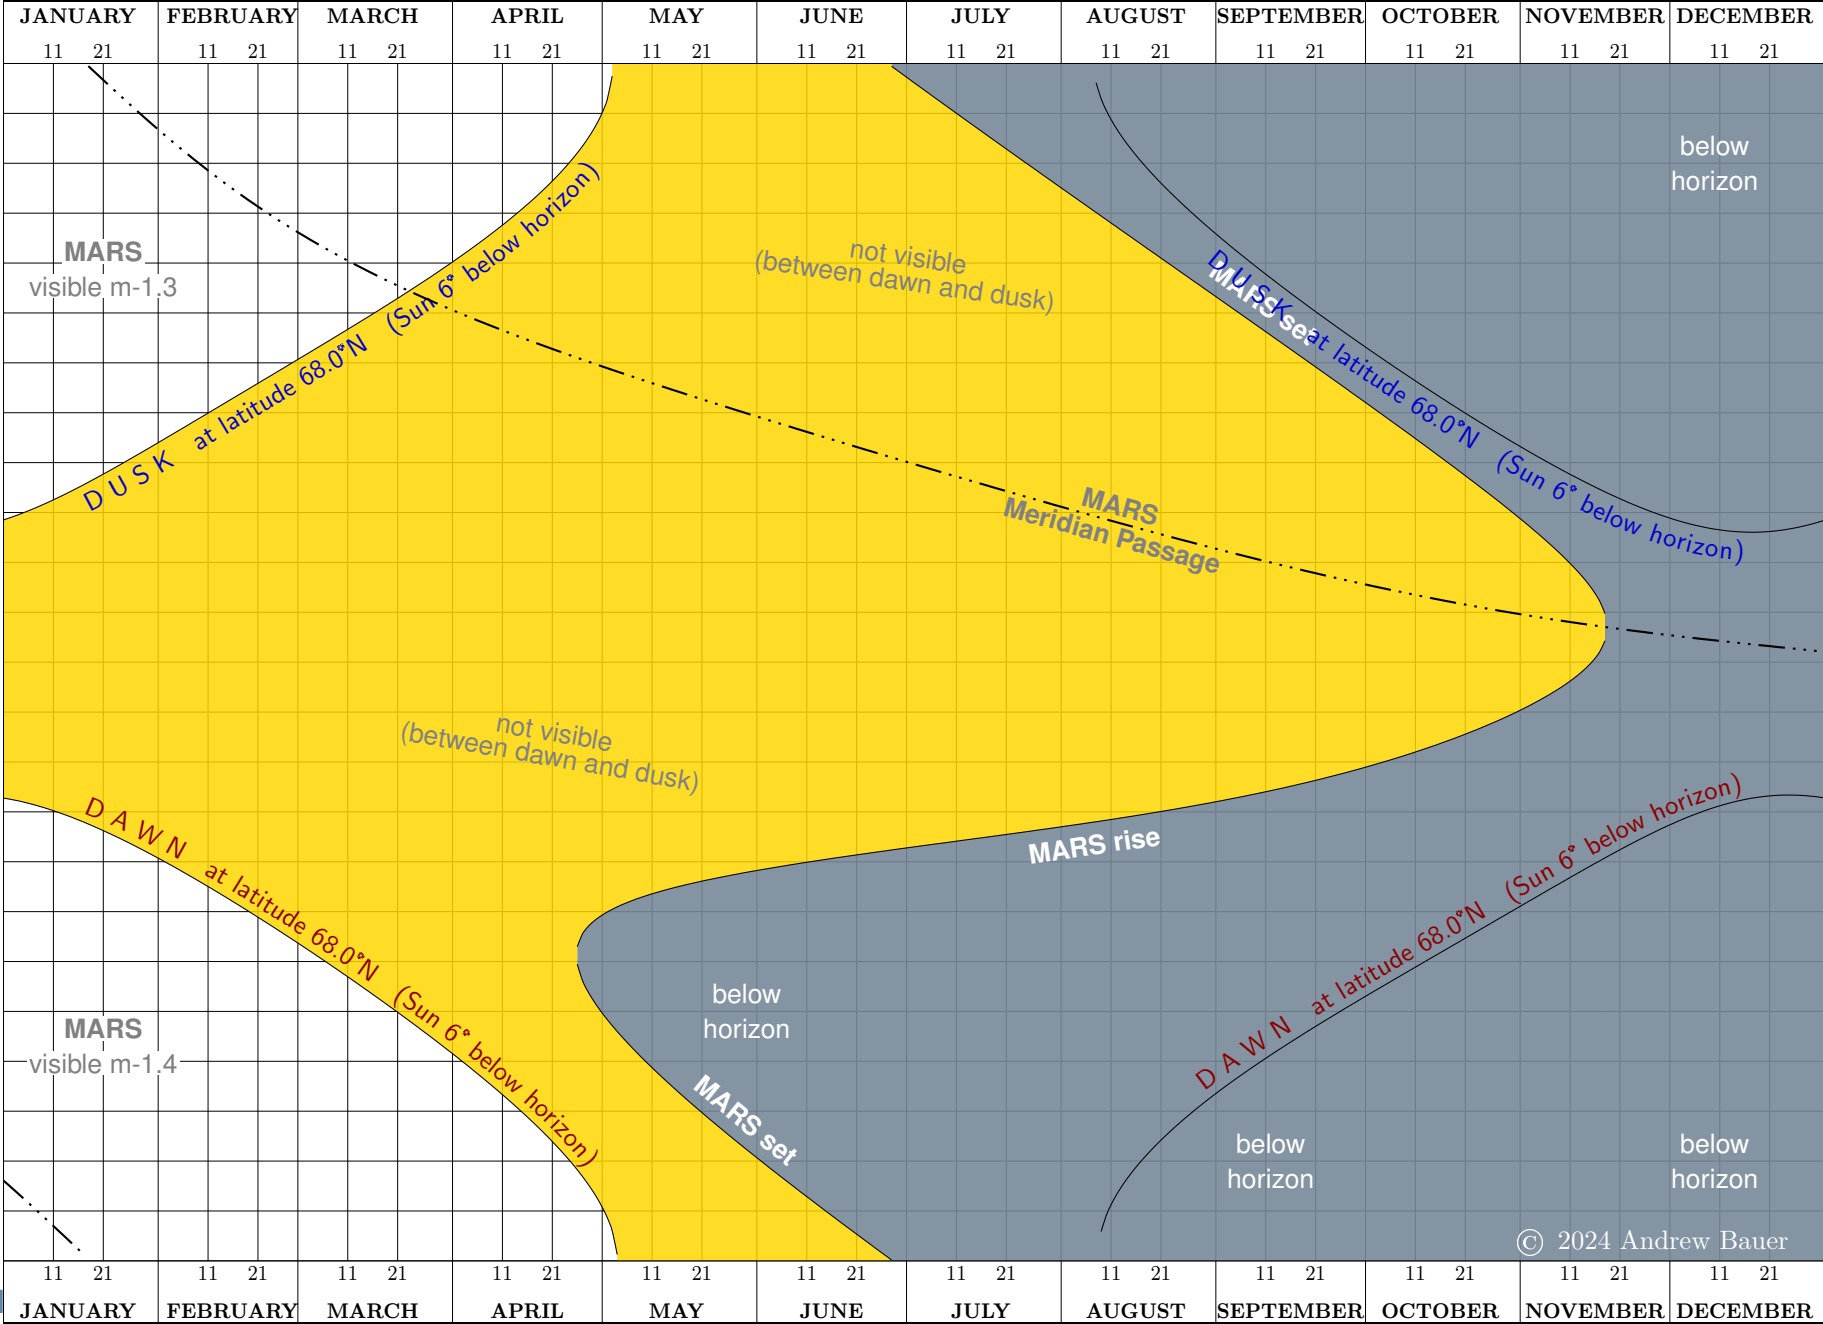 JANUARY FEBRUARY MARCH APRIL MAY JUNE JULY AUGUST SEPTEMBER OCTOBER NOVEMBER DECEMBER
11 21 11 21 11 21 11 21 11 21 11 21 11 21 11 21 11 21 11 21 11 21 11 21
below
horizon
MARS
visible m-1.3
DUSK at latitude 68.0°N (Sun 6° below horizon)
not visible
(between dawn and dusk)
MARS set
DUSK at latitude 68.0°N (Sun 6° below horizon)
MARS
Meridian Passage
not visible
(between dawn and dusk)
DAWN at latitude 68.0°N (Sun 6° below horizon)
MARS rise
DAWN at latitude 68.0°N (Sun 6° below horizon)
below
horizon
MARS
visible m-1.4
MARS set
below
horizon
below
horizon
© 2024 Andrew Bauer
11 21 11 21 11 21 11 21 11 21 11 21 11 21 11 21 11 21 11 21 11 21 11 21
JANUARY FEBRUARY MARCH APRIL MAY JUNE JULY AUGUST SEPTEMBER OCTOBER NOVEMBER DECEMBER